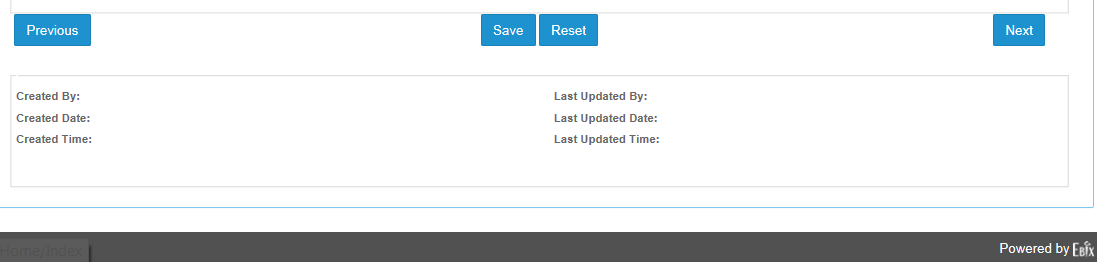 Previous Save Reset Next
Created By: Last Updated By:
Created Date: Last Updated Date:
Created Time: Last Updated Time:
Home/Index Powered by Ebix